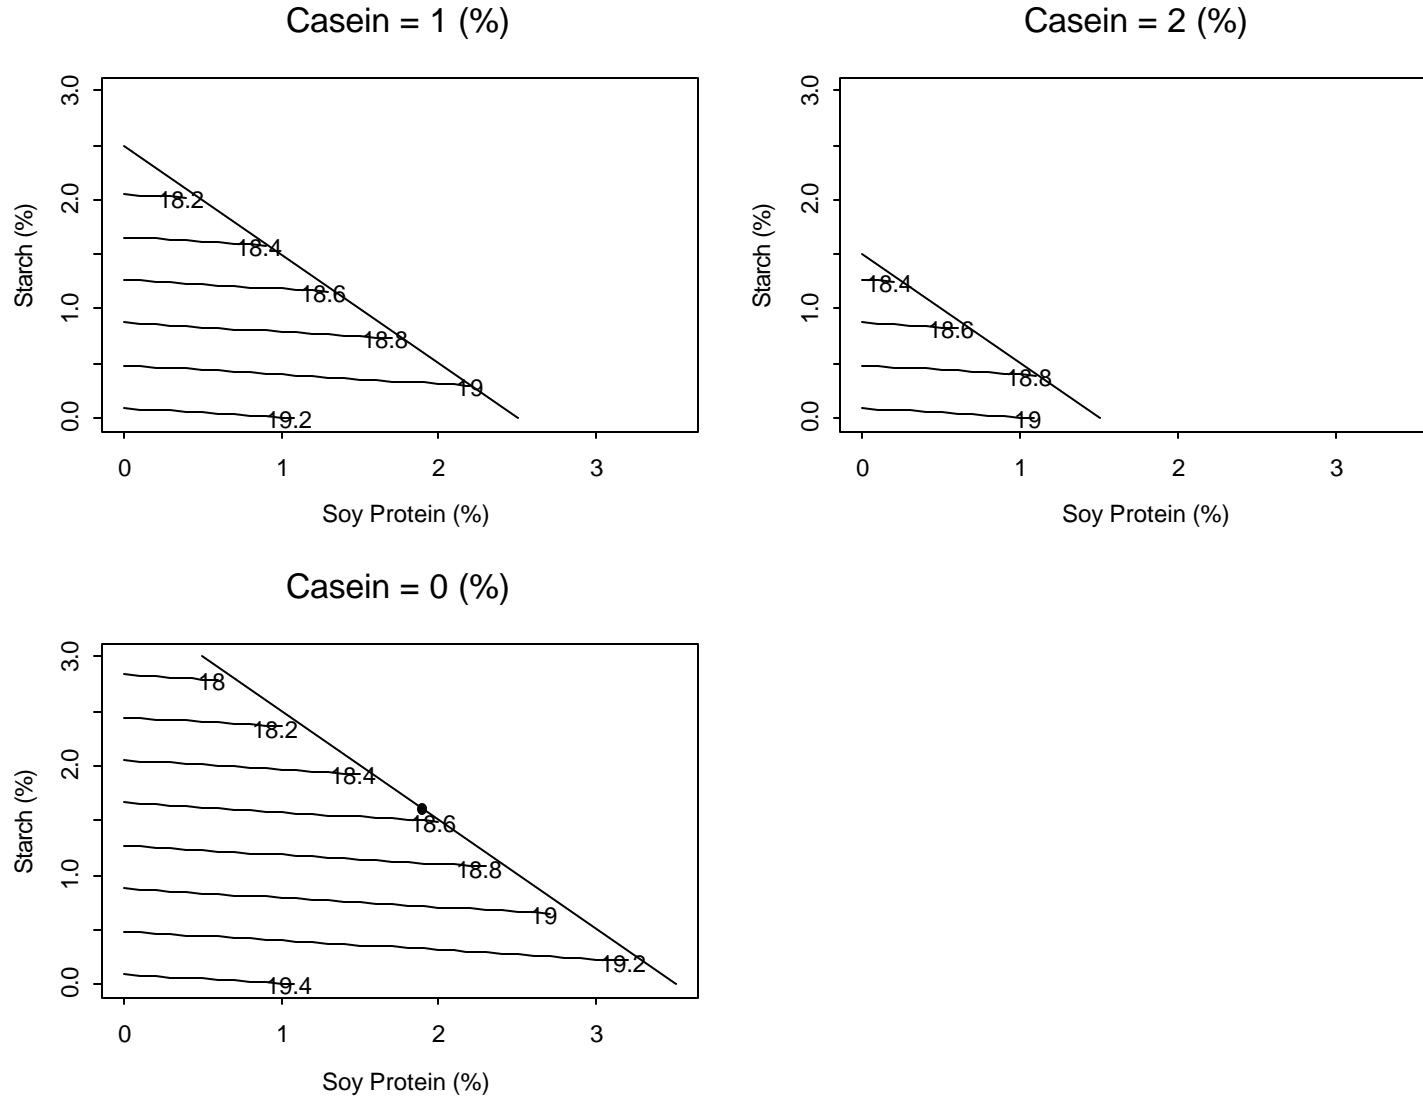 Casein = 1 (%)
Starch (%)
3.0
2.0
1.0
0.0
18.2
18.4
18.6
18.8
19
19.2
0 1 2 3
Soy Protein (%)
Casein = 2 (%)
Starch (%)
3.0
2.0
1.0
0.0
18.4
18.6
18.8
19
0 1 2 3
Soy Protein (%)
Casein = 0 (%)
Starch (%)
3.0
2.0
1.0
0.0
18
18.2
18.4
18.6
18.8
19
19.2
19.4
0 1 2 3
Soy Protein (%)